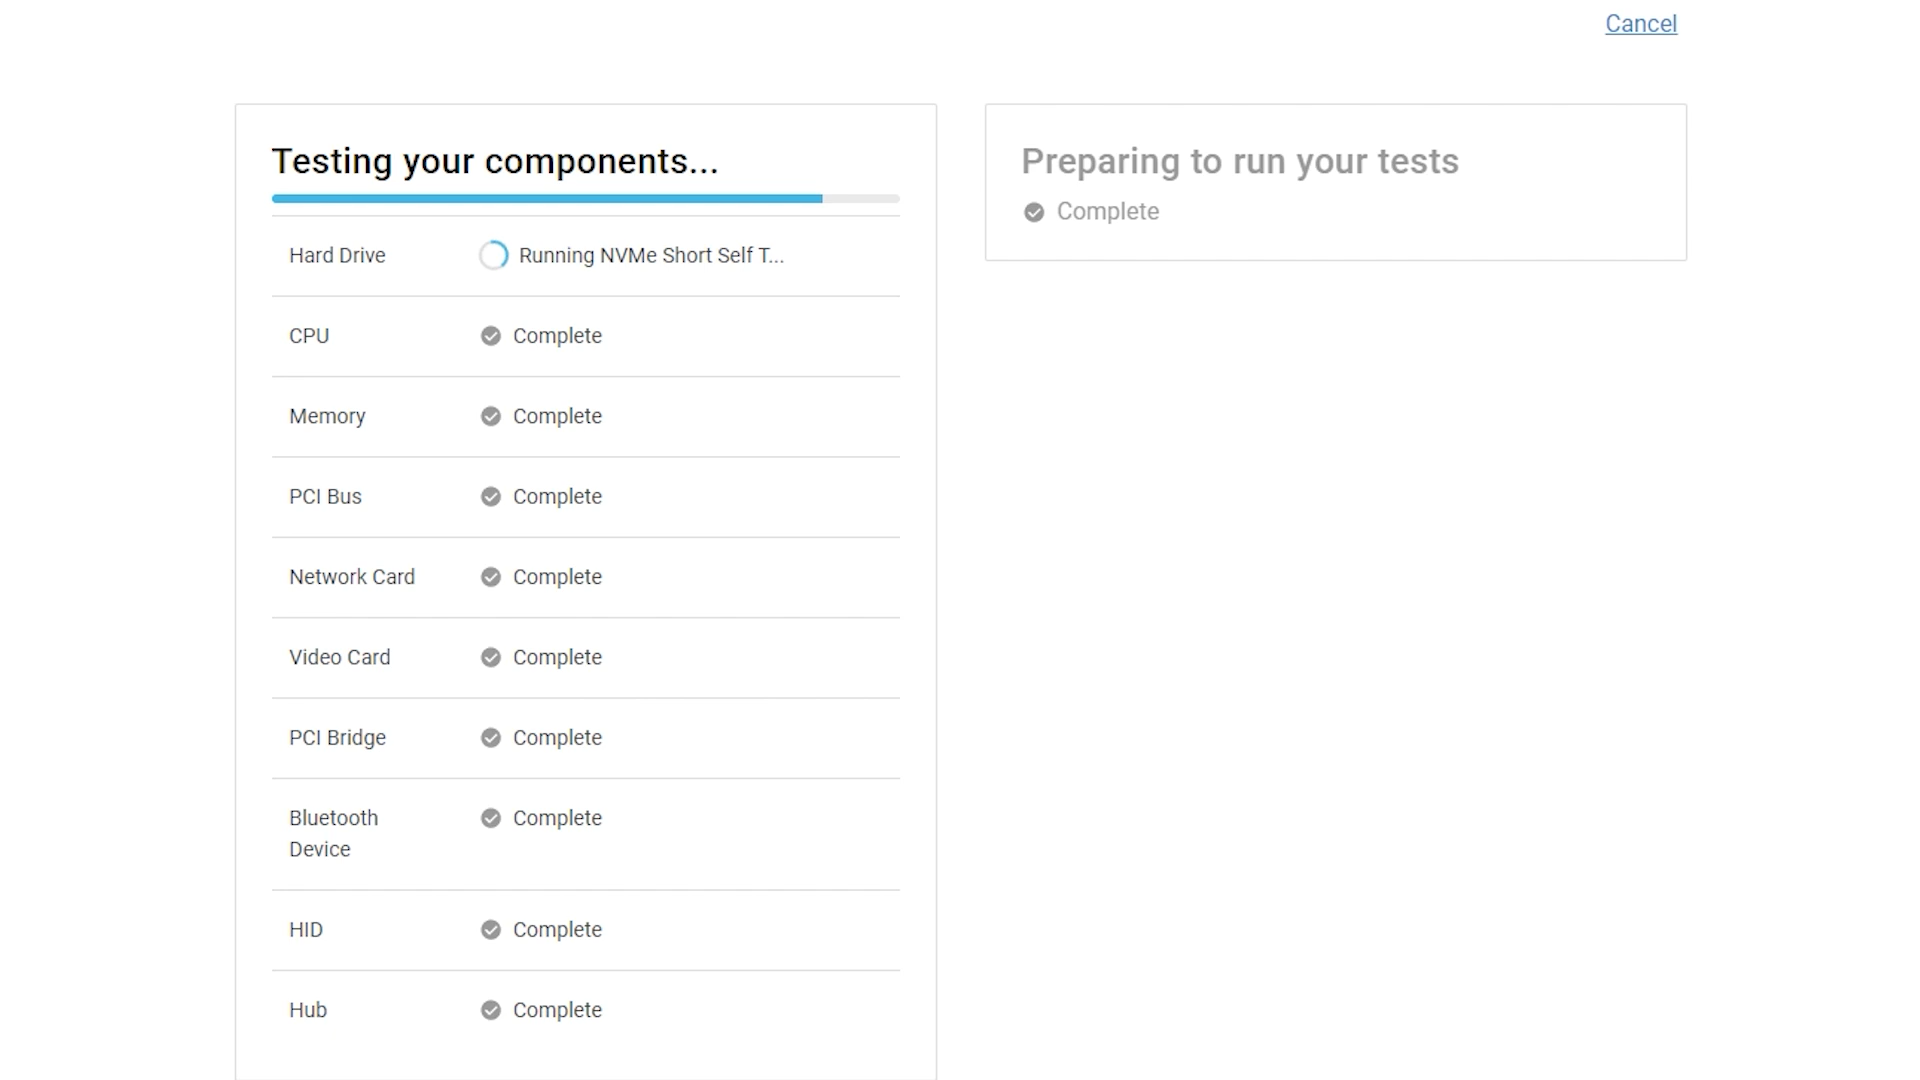 Cancel
Testing your components...
Hard Drive Running NVMe Short Self T...
CPU Complete
Memory Complete
PCI Bus Complete
Network Card Complete
Video Card Complete
PCI Bridge Complete
Bluetooth Complete
Device
HID Complete
Hub Complete
Preparing to run your tests
Complete